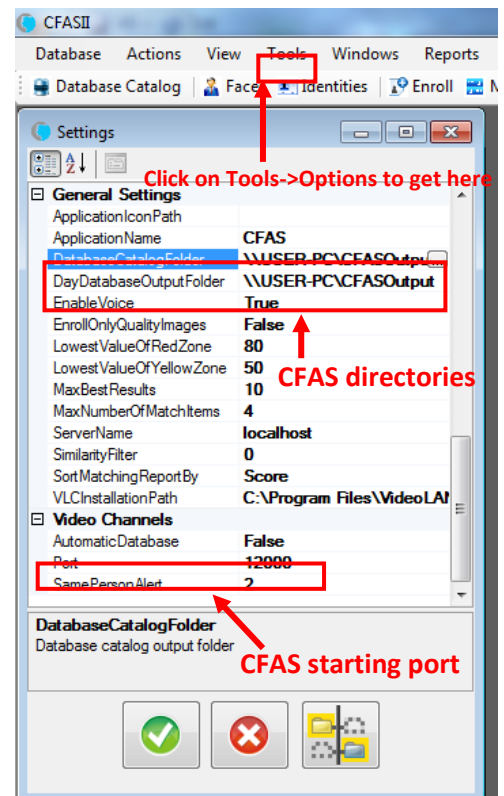 CFASII
Database Actions View Tools Windows Reports
Database Catalog Face Identities Enroll
Settings
Click on Tools->Options to get here
General Settings
ApplicationIconPath
ApplicationName CFAS
DatabaseCatalogFolder \\USER-PC\CFASOutpu ...
DayDatabaseOutputFolder \\USER-PC\CFASOutput
EnableVoice True
EnrollOnlyQualityImages False
LowestValueOfRedZone 80
LowestValueOfYellowZone 50
CFAS directories
MaxBestResults 10
MaxNumberOfMatchItems 4
ServerName localhost
SimilarityFilter 0
SortMatchingReportBy Score
VLCInstallationPath C:\Program Files\VideoLAN
Video Channels
AutomaticDatabase False
Port 12000
SamePersonAlert 2
DatabaseCatalogFolder
Database catalog output folder
CFAS starting port